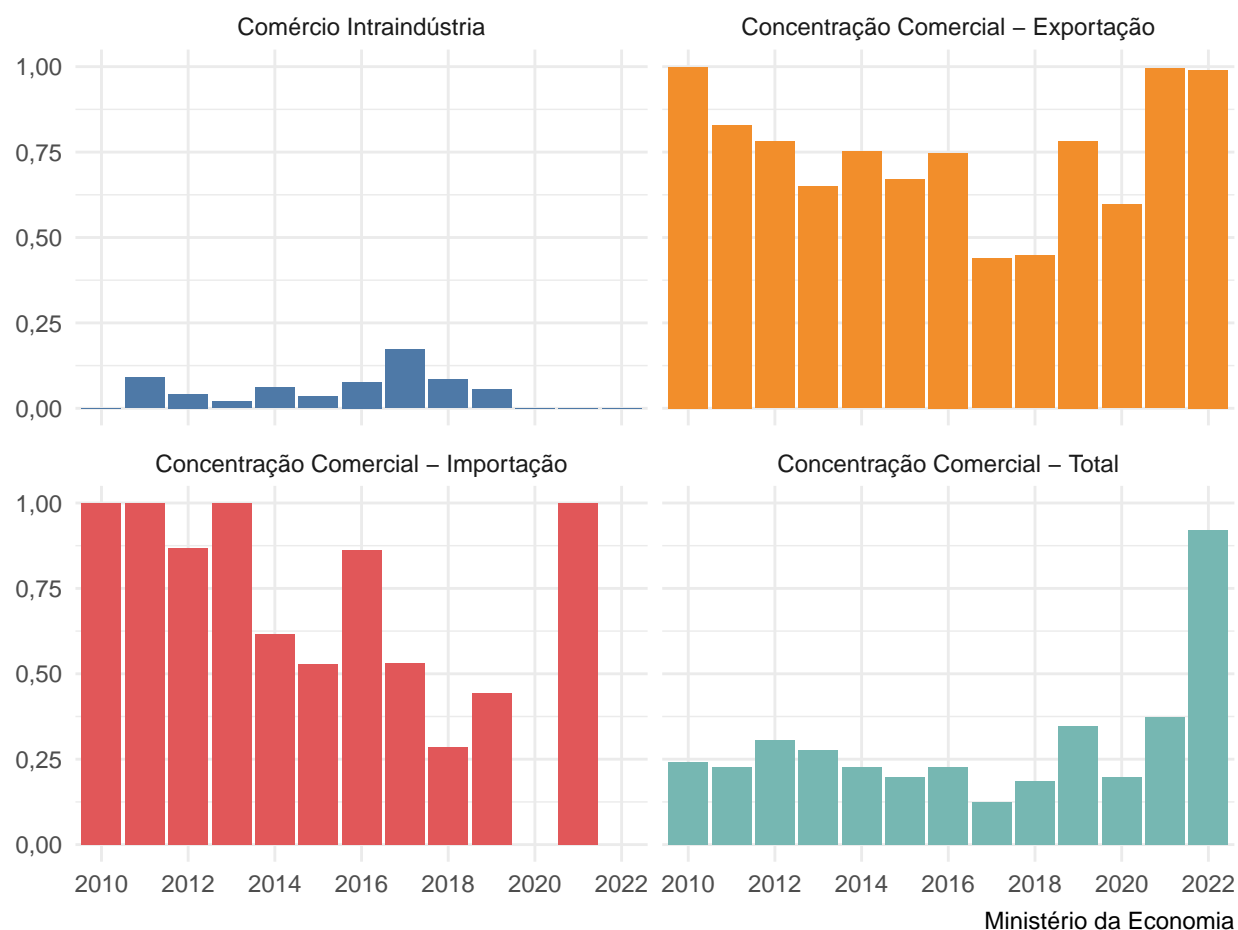 Comércio Intraindústria
Concentração Comercial – Exportação
1,00
0,75
0,50
0,25
0,00
Concentração Comercial – Importação
Concentração Comercial – Total
1,00
0,75
0,50
0,25
0,00
2010 2012 2014 2016 2018 2020 2022
2010 2012 2014 2016 2018 2020 2022
Ministério da Economia